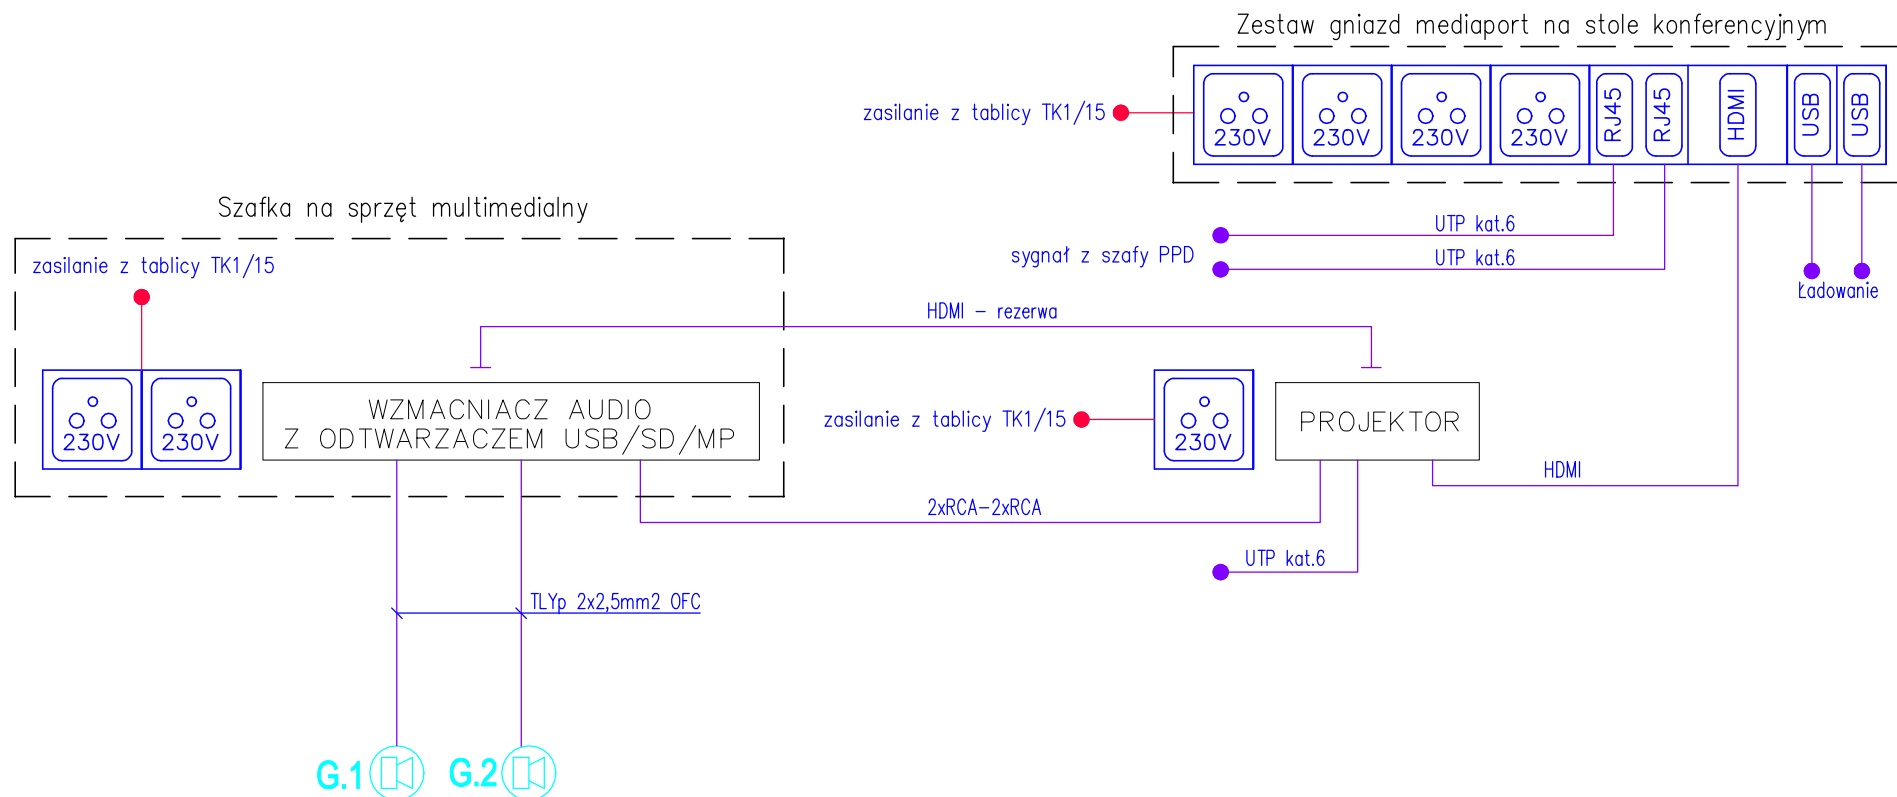 Zestaw gniazd mediaport na stole konferencyjnym
zasilanie z tablicy TK1/15
230V
230V
230V
230V
RJ45
RJ45
HDMI
USB
USB
Szafka na sprzęt multimedialny
zasilanie z tablicy TK1/15
UTP kat.6
sygnał z szafy PPD
UTP kat.6
Ładowanie
HDMI – rezerwa
230V
230V
WZMACNIACZ AUDIO
Z ODTWARZACZEM USB/SD/MP
zasilanie z tablicy TK1/15
230V
PROJEKTOR
HDMI
2xRCA–2xRCA
UTP kat.6
TLYp 2x2,5mm2 OFC
G.1
G.2